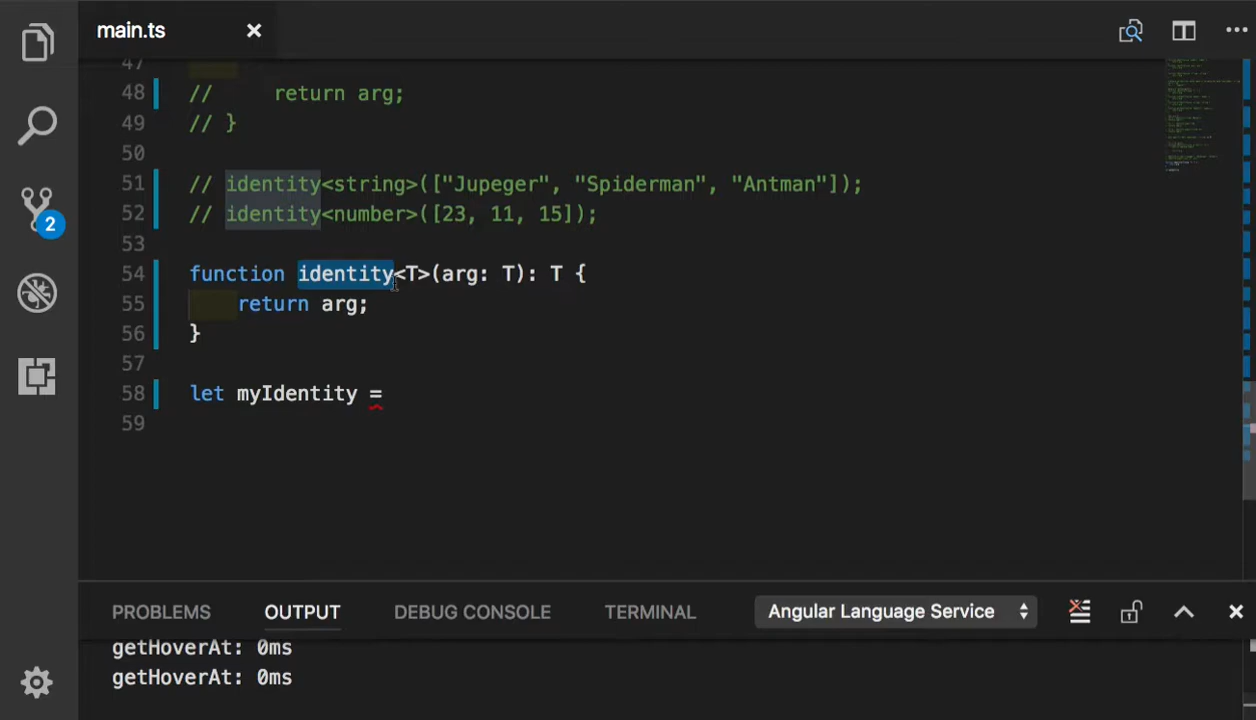 main.ts
47
48 // return arg;
49 // }
50
51 // identity<string>(["Jupeger", "Spiderman", "Antman"]);
52 // identity<number>([23, 11, 15]);
53
54 function identity<T>(arg: T): T {
55 return arg;
56 }
57
58 let myIdentity =
59
2
PROBLEMS OUTPUT DEBUG CONSOLE TERMINAL Angular Language Service
getHoverAt: 0ms
getHoverAt: 0ms